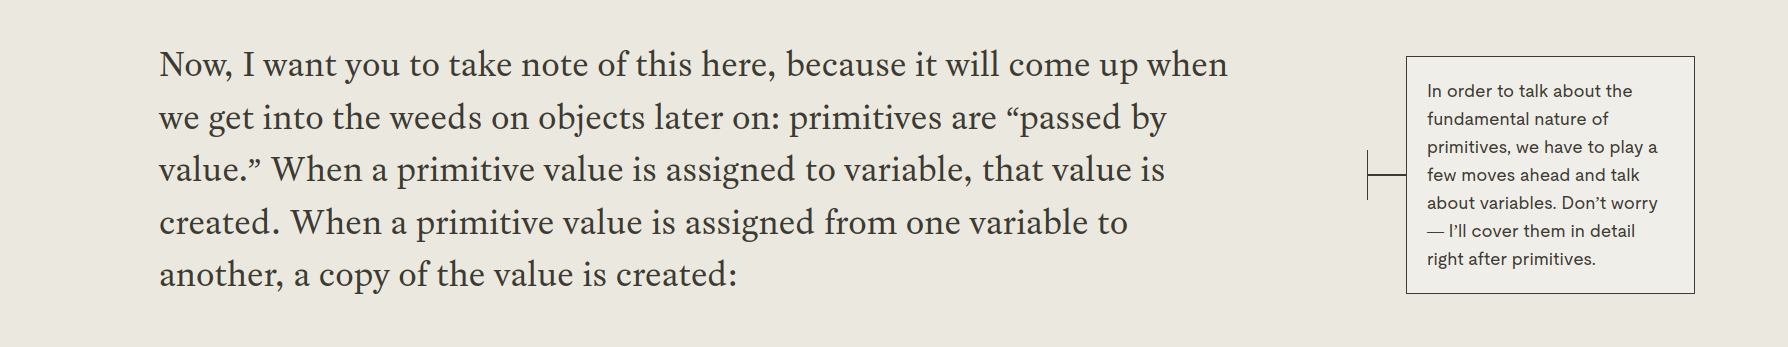 Now, I want you to take note of this here, because it will come up when
we get into the weeds on objects later on: primitives are “passed by
value.” When a primitive value is assigned to variable, that value is
created. When a primitive value is assigned from one variable to
another, a copy of the value is created:
In order to talk about the
fundamental nature of
primitives, we have to play a
few moves ahead and talk
about variables. Don’t worry
— I’ll cover them in detail
right after primitives.